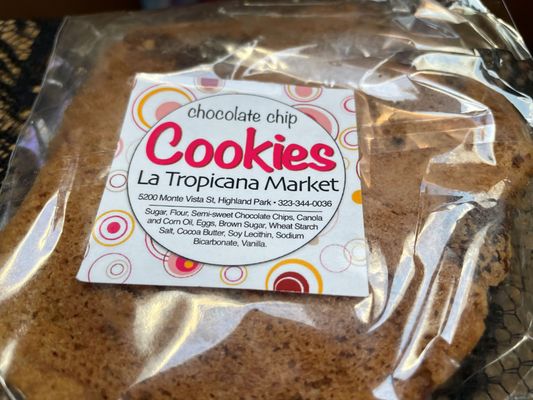 chocolate chip
Cookies
La Tropicana Market
5200 Monte Vista St, Highland Park • 323-344-0036
Sugar, Flour, Semi-sweet Chocolate Chips, Canola
and Corn Oil, Eggs, Brown Sugar, Wheat Starch
Salt, Cocoa Butter, Soy Lecithin, Sodium
Bicarbonate, Vanilla.